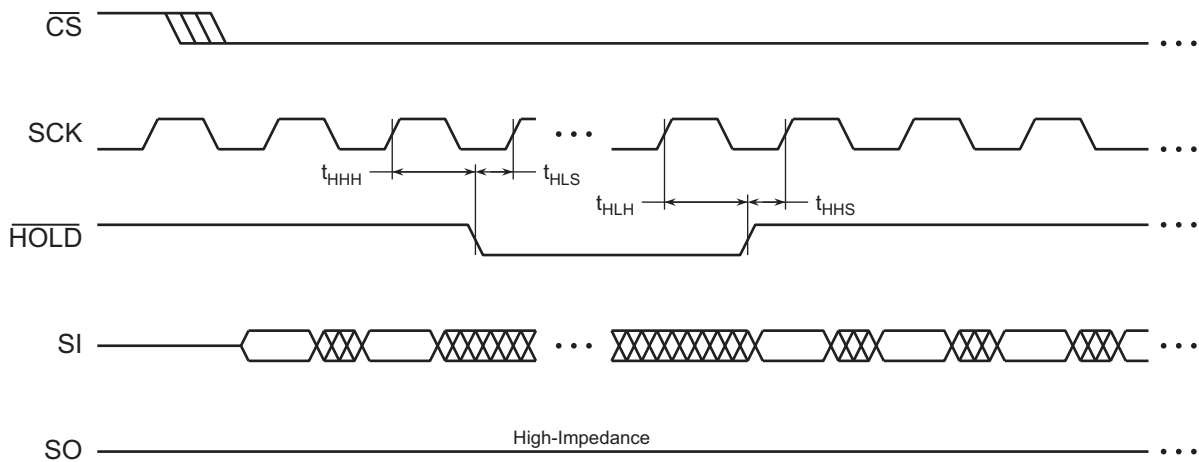 CS
SCK
tHHH
tHLS
tHLH
tHHS
HOLD
SI
SO
High-Impedance